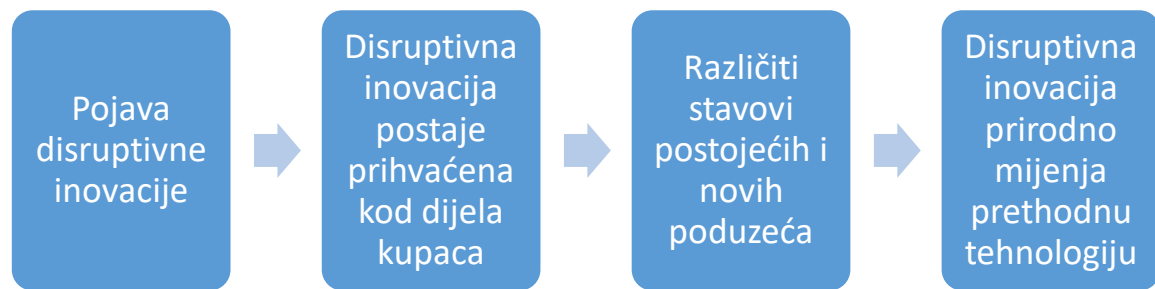 Pojava
disruptivne
inovacije
Disruptivna
inovacija
postaje
prihvaćena
kod dijela
kupaca
Različiti
stavovi
postojećih i
novih
poduzeća
Disruptivna
inovacija
prirodno
mijenja
prethodnu
tehnologiju